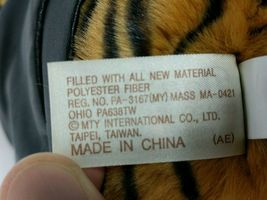 FILLED WITH ALL NEW MATERIAL
POLYESTER FIBER
REG. NO. PA-3167(MY) MASS MA-0421
OHIO PA638TW
© MTY INTERNATIONAL CO., LTD.
TAIPEI, TAIWAN.
MADE IN CHINA (AE)